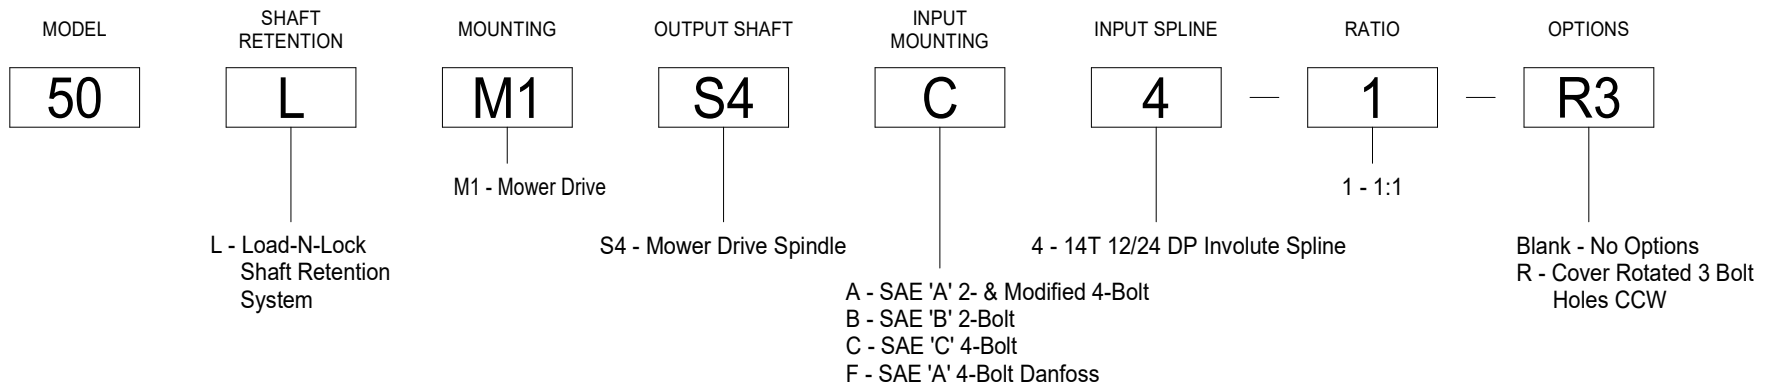 MODEL
SHAFT
RETENTION
MOUNTING
OUTPUT SHAFT
INPUT
MOUNTING
INPUT SPLINE
RATIO
OPTIONS
50
L
M1
S4
C
4
—
1
—
R3
M1 - Mower Drive
1 - 1:1
L - Load-N-Lock
Shaft Retention
System
S4 - Mower Drive Spindle
4 - 14T 12/24 DP Involute Spline
Blank - No Options
R - Cover Rotated 3 Bolt
Holes CCW
A - SAE 'A' 2- & Modified 4-Bolt
B - SAE 'B' 2-Bolt
C - SAE 'C' 4-Bolt
F - SAE 'A' 4-Bolt Danfoss